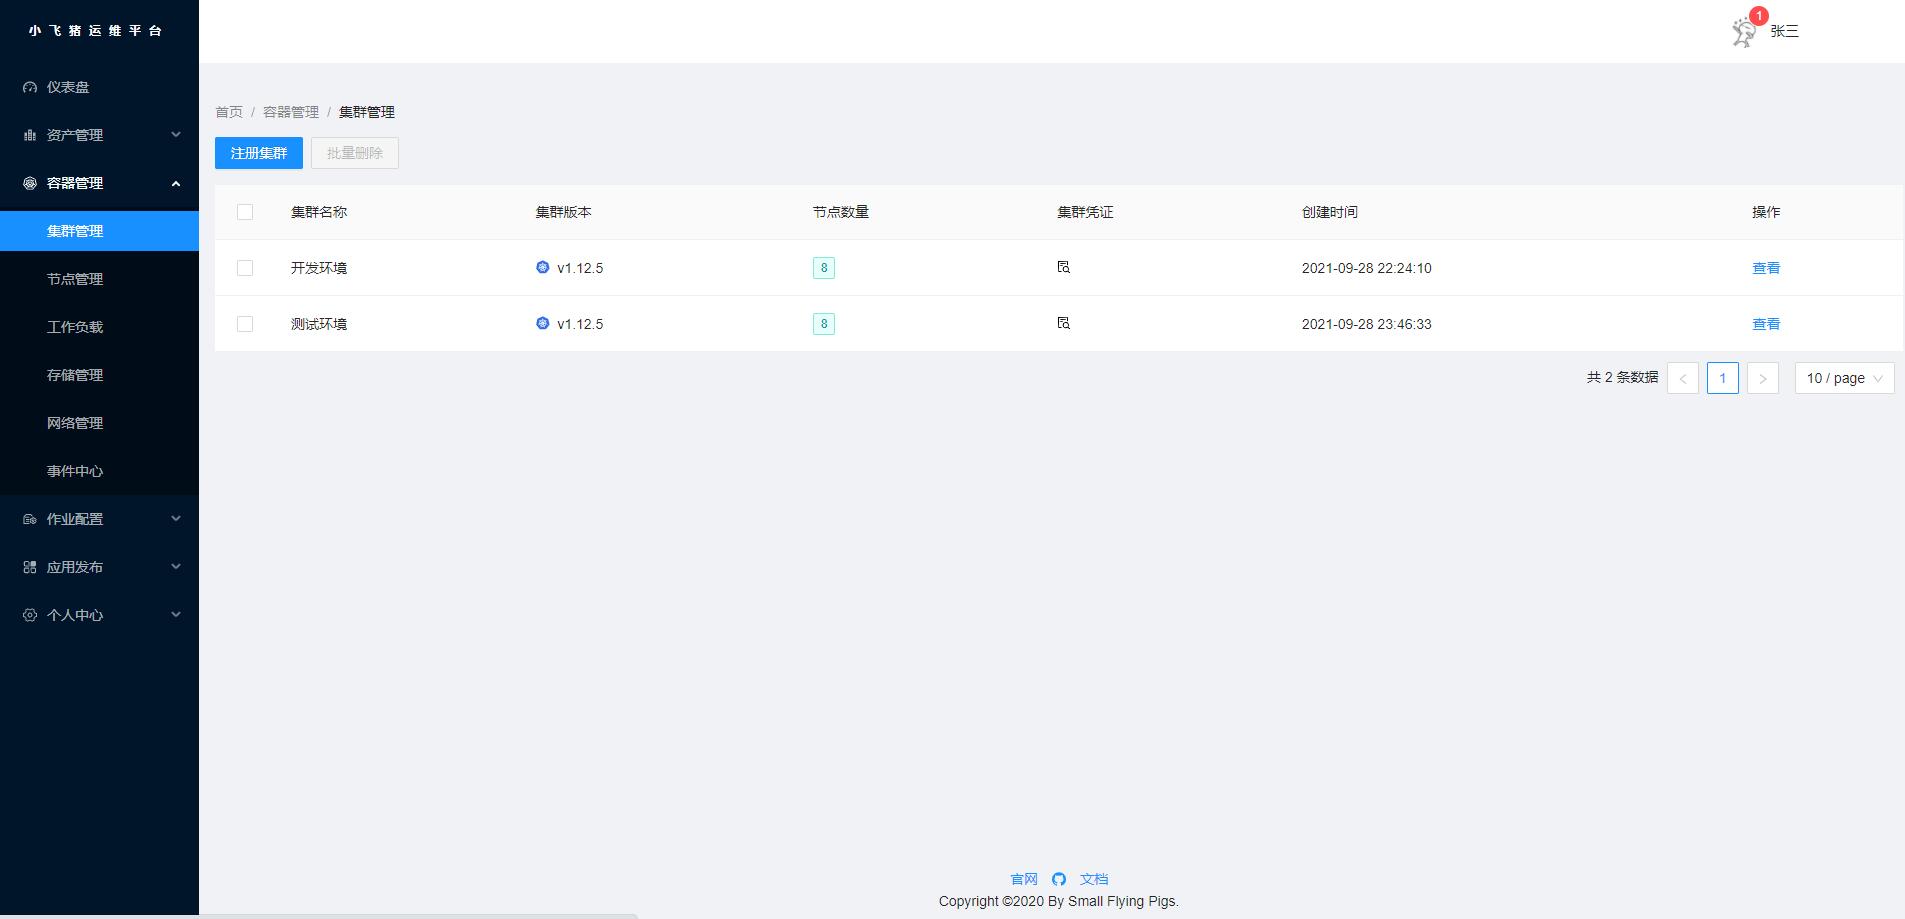 小飞猪运维平台
1
张三
仪表盘
资产管理
容器管理
集群管理
节点管理
工作负载
存储管理
网络管理
事件中心
作业配置
应用发布
个人中心
首页 / 容器管理 / 集群管理
注册集群 批量删除
集群名称 集群版本 节点数量 集群凭证 创建时间 操作
开发环境 v1.12.5 8 2021-09-28 22:24:10 查看
测试环境 v1.12.5 8 2021-09-28 23:46:33 查看
共 2 条数据 < 1 > 10 / page
官网 文档
Copyright ©2020 By Small Flying Pigs.